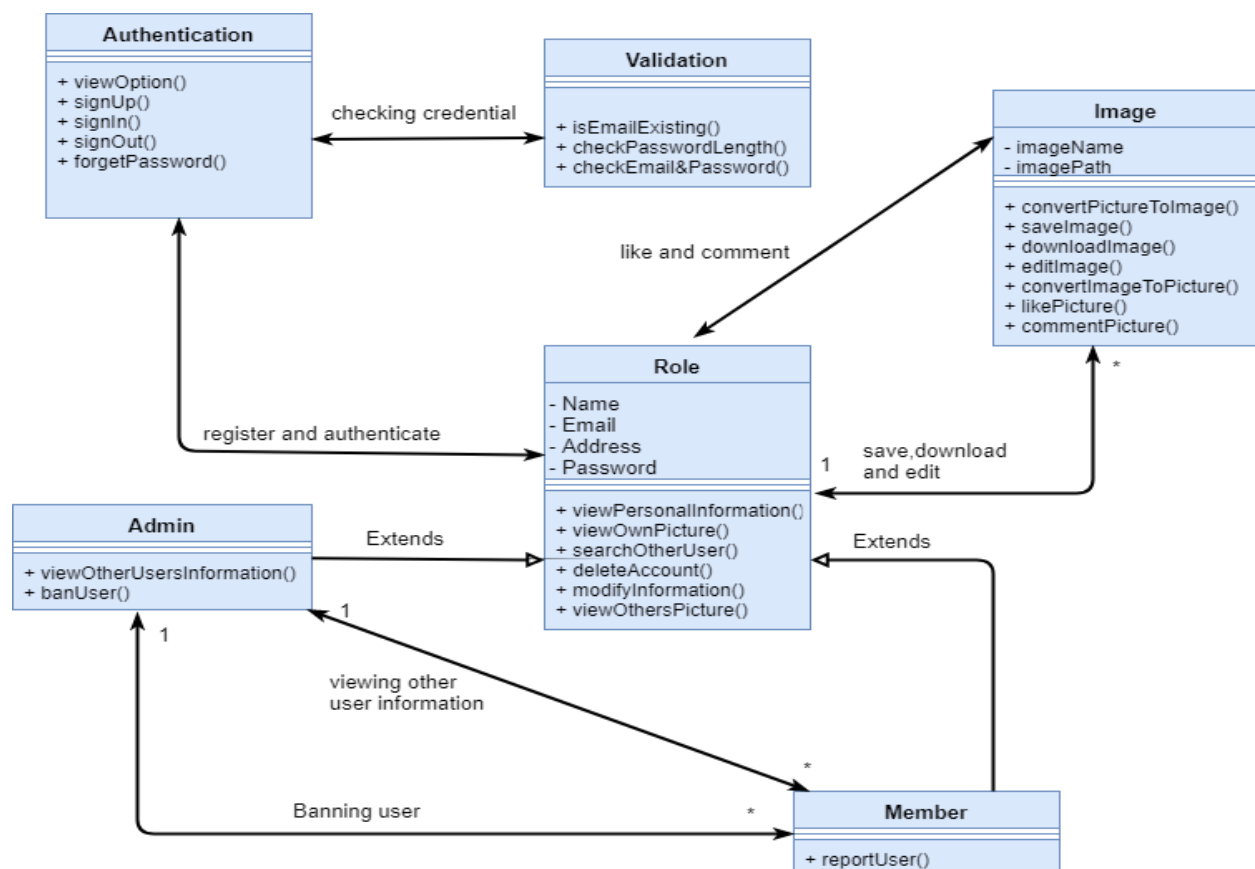 Authentication
+ viewOption()
+ signUp()
+ signIn()
+ signOut()
+ forgetPassword()
checking credential
Validation
+ isEmailExisting()
+ checkPasswordLength()
+ checkEmail&Password()
Image
- imageName
- imagePath
+ convertPictureToImage()
+ saveImage()
+ downloadImage()
+ editImage()
+ convertImageToPicture()
+ likePicture()
+ commentPicture()
like and comment
*
Role
- Name
- Email
- Address
- Password
+ viewPersonalInformation()
+ viewOwnPicture()
+ searchOtherUser()
+ deleteAccount()
+ modifyInformation()
+ viewOthersPicture()
register and authenticate
1
save,download
and edit
Admin
+ viewOtherUsersInformation()
+ banUser()
Extends
Extends
1
1
viewing other
user information
*
Banning user
*
Member
+ reportUser()